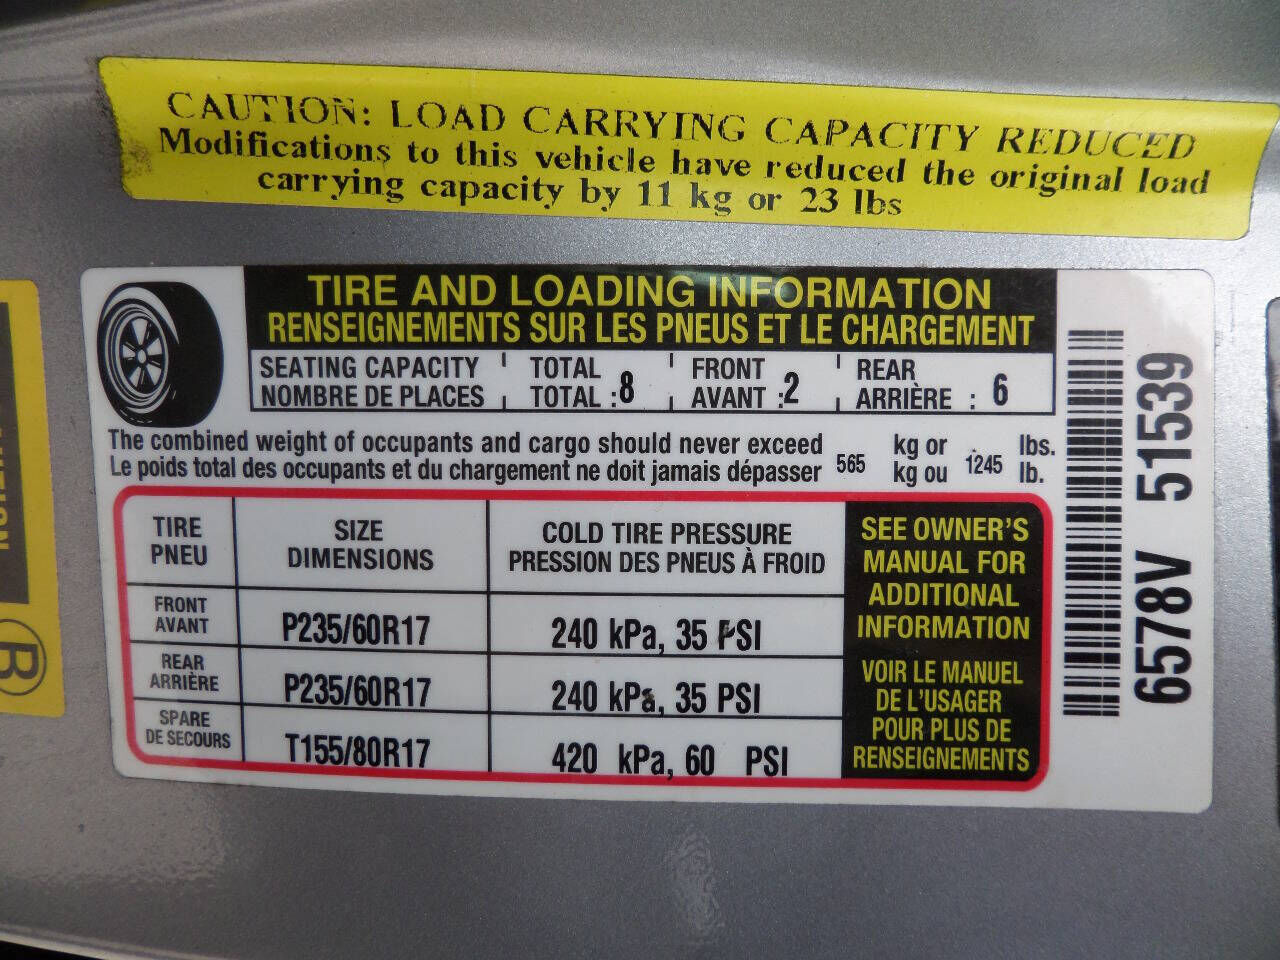 CAUTION: LOAD CARRYING CAPACITY REDUCED
Modifications to this vehicle have reduced the original load
carrying capacity by 11 kg or 23 lbs
TIRE AND LOADING INFORMATION
RENSEIGNEMENTS SUR LES PNEUS ET LE CHARGEMENT
SEATING CAPACITY TOTAL FRONT REAR
NOMBRE DE PLACES TOTAL : 8 AVANT : 2 ARRIÈRE : 6
The combined weight of occupants and cargo should never exceed kg or lbs.
Le poids total des occupants et du chargement ne doit jamais dépasser 565 kg ou 1245 lb.
TIRE SIZE COLD TIRE PRESSURE
PNEU DIMENSIONS PRESSION DES PNEUS À FROID
FRONT
AVANT P235/60R17 240 kPa, 35 PSI
REAR
ARRIÈRE P235/60R17 240 kPa, 35 PSI
SPARE
DE SECOURS T155/80R17 420 kPa, 60 PSI
SEE OWNER'S
MANUAL FOR
ADDITIONAL
INFORMATION
VOIR LE MANUEL
DE L'USAGER
POUR PLUS DE
RENSEIGNEMENTS
6578V 51539
B